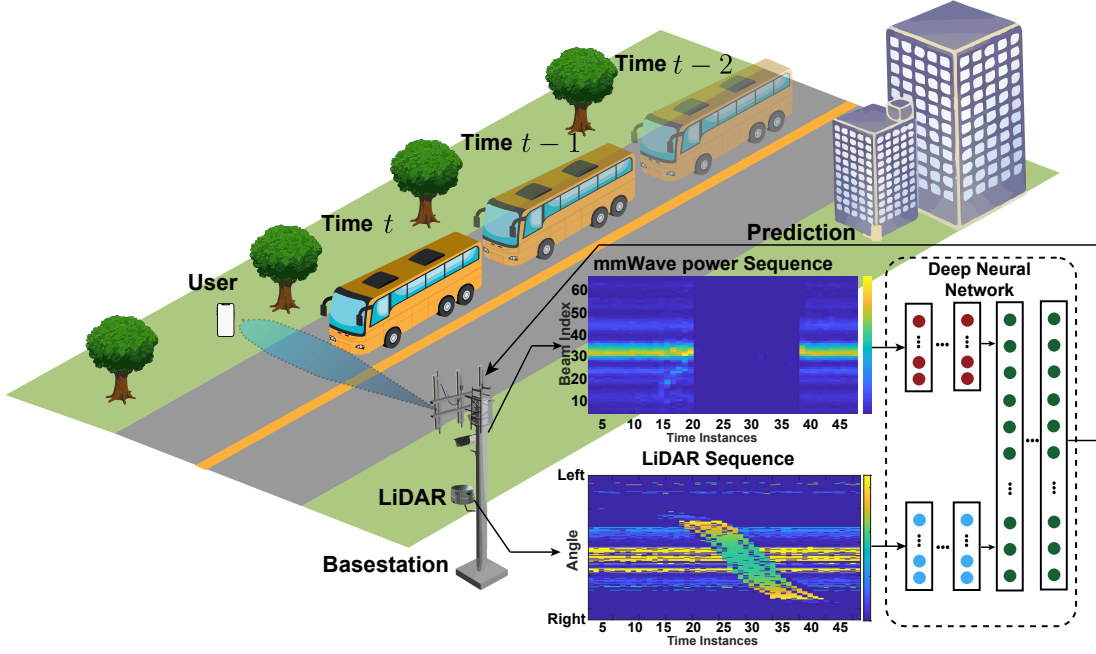 Time t − 2
Time t − 1
Time t
User
Prediction
mmWave power Sequence
Deep Neural
Network
Beam Index
60
50
40
30
20
10
5 10 15 20 25 30 35 40 45
Time Instances
LiDAR Sequence
LiDAR
Basestation
Left
Angle
Right
5 10 15 20 25 30 35 40 45
Time Instances